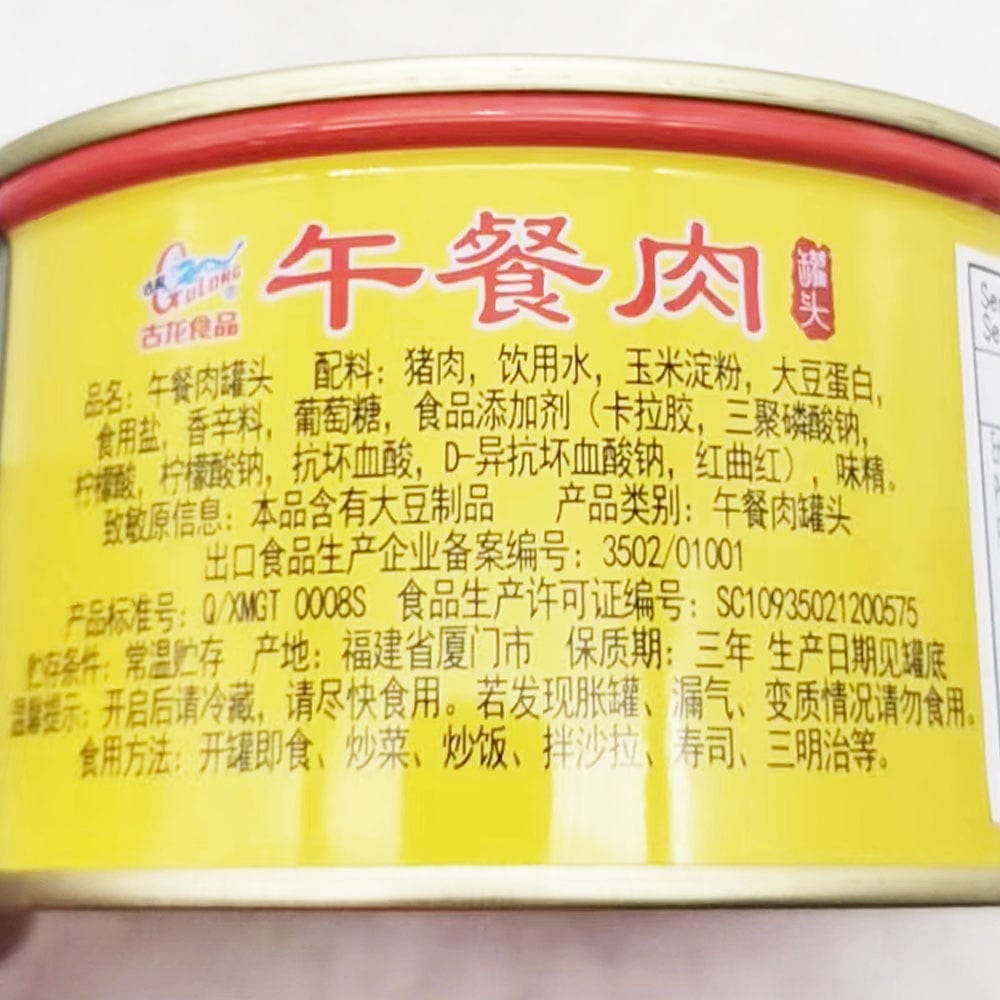 古龙 GULONG ®
古龙食品
午餐肉 罐头
品名：午餐肉罐头 配料：猪肉，饮用水，玉米淀粉，大豆蛋白，
食用盐，香辛料，葡萄糖，食品添加剂（卡拉胶，三聚磷酸钠，
柠檬酸，柠檬酸钠，抗坏血酸，D-异抗坏血酸钠，红曲红），味精。
致敏原信息：本品含有大豆制品 产品类别：午餐肉罐头
出口食品生产企业备案编号：3502/01001
产品标准号：Q/XMGT 0008S 食品生产许可证编号：SC10935021200575
贮存条件：常温贮存 产地：福建省厦门市 保质期：三年 生产日期见罐底
温馨提示：开启后请冷藏，请尽快食用。若发现胀罐、漏气、变质情况请勿食用。
食用方法：开罐即食、炒菜、炒饭、拌沙拉、寿司、三明治等。